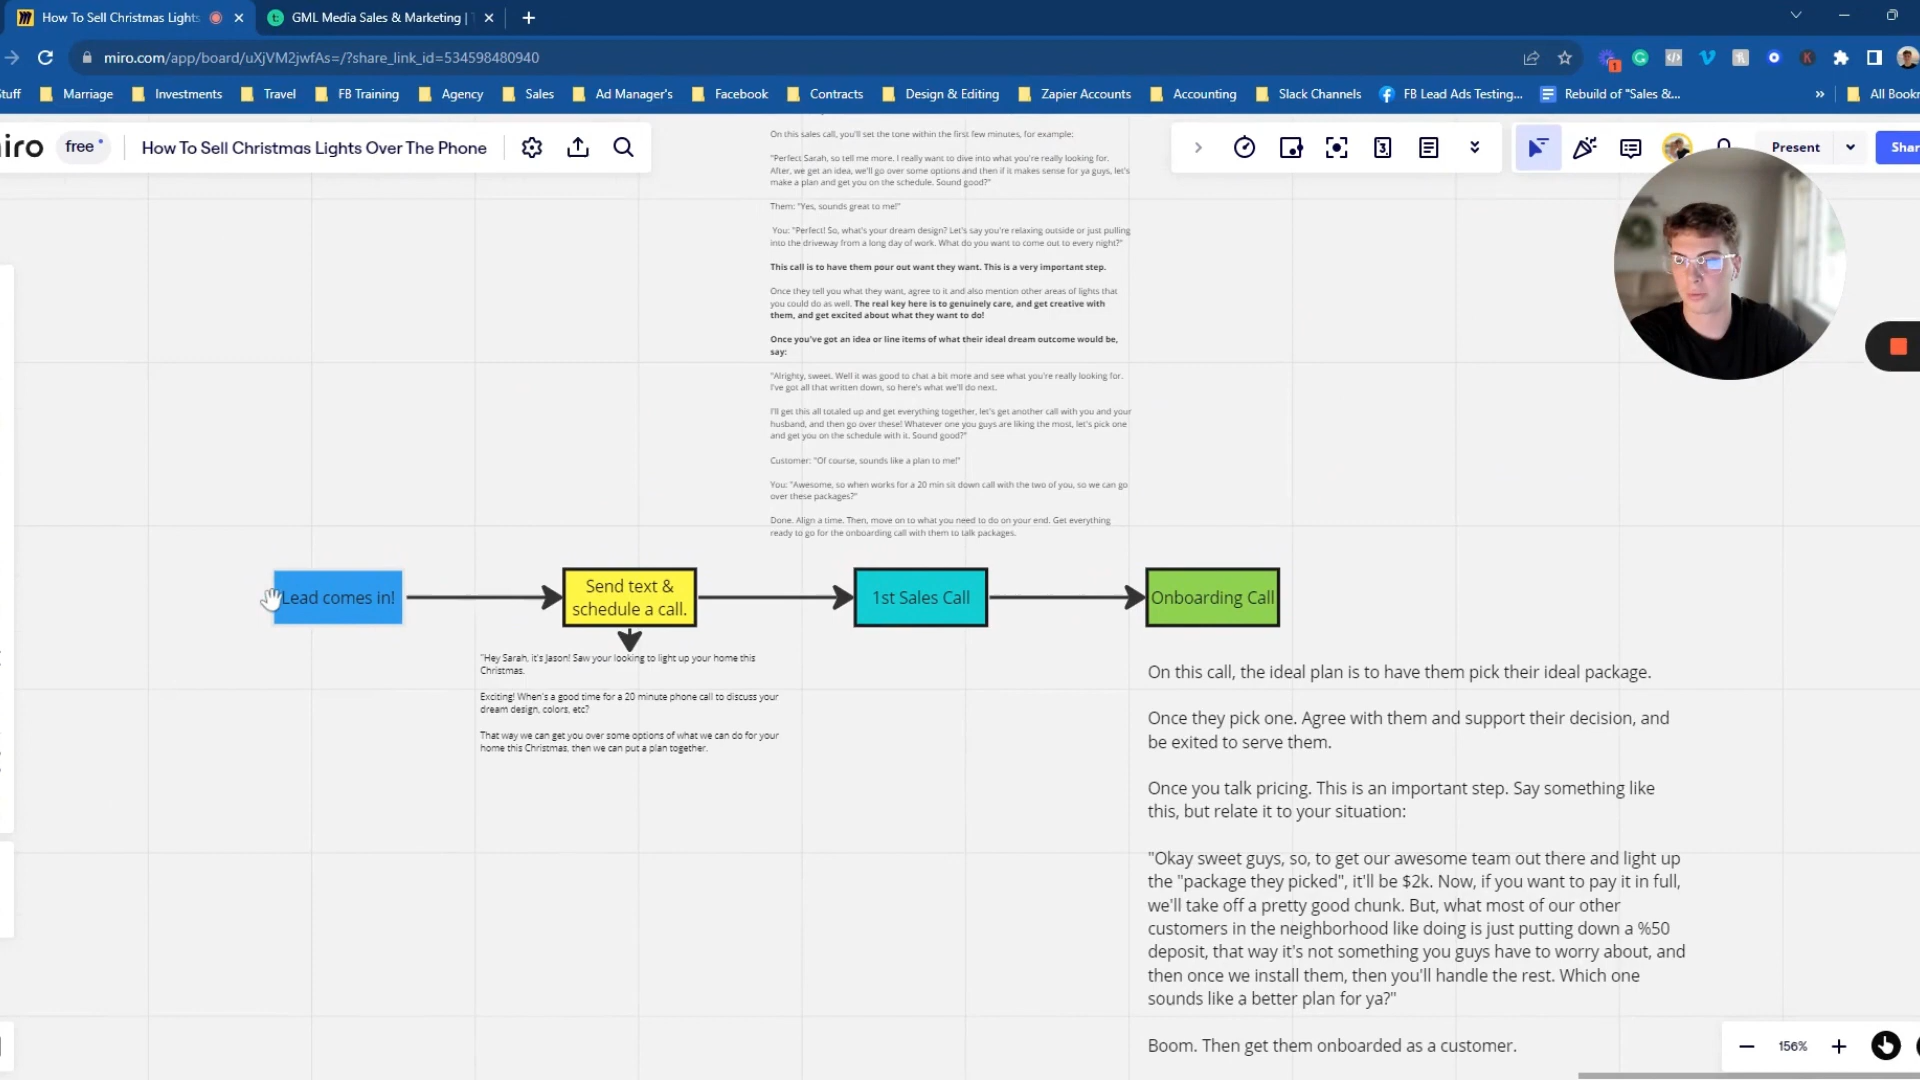 How To Sell Christmas Lights
GML Media Sales & Marketing |
miro.com/app/board/uXjVM2jwfAs=/?share_link_id=534598480940
1
Stuff
Marriage
Investments
Travel
FB Training
Agency
Sales
Ad Manager's
Facebook
Contracts
Design & Editing
Zapier Accounts
Accounting
Slack Channels
FB Lead Ads Testing...
Rebuild of "Sales &...
»
All Bookr
iro
free
How To Sell Christmas Lights Over The Phone
3
Present
Shar
On this sales call, you'll set the tone within the first few minutes, for example:
"Perfect Sarah, so tell me more. I really want to dive into what you're really looking for.
After, we get an idea, we'll go over some options and then if it makes sense for ya guys, let's
make a plan and get you on the schedule. Sound good?"
Them: "Yes, sounds great to me!"
You: "Perfect! So, what's your dream design? Let's say you're relaxing outside or just pulling
into the driveway from a long day of work. What do you want to come out to every night?"
This call is to have them pour out want they want. This is a very important step.
Once they tell you what they want, agree to it and also mention other areas of lights that
you could do as well. The real key here is to genuinely care, and get creative with
them, and get excited about what they want to do!
Once you've got an idea or line items of what their ideal dream outcome would be,
say:
"Alrighty, sweet. Well it was good to chat a bit more and see what you're really looking for.
I've got all that written down, so here's what we'll do next.
I'll get this all totaled up and get everything together, let's get another call with you and your
husband, and then go over these! Whatever one you guys are liking the most, let's pick one
and get you on the schedule with it. Sound good?"
Customer: "Of course, sounds like a plan to me!"
You: "Awesome, so when works for a 20 min sit down call with the two of you, so we can go
over these packages?"
Done. Align a time. Then, move on to what you need to do on your end. Get everything
ready to go for the onboarding call with them to talk packages.
Lead comes in!
Send text &
schedule a call.
1st Sales Call
Onboarding Call
"Hey Sarah, it's Jason! Saw your looking to light up your home this
Christmas.
Exciting! When's a good time for a 20 minute phone call to discuss your
dream design, colors, etc?
That way we can get you over some options of what we can do for your
home this Christmas, then we can put a plan together.
On this call, the ideal plan is to have them pick their ideal package.
Once they pick one. Agree with them and support their decision, and
be exited to serve them.
Once you talk pricing. This is an important step. Say something like
this, but relate it to your situation:
"Okay sweet guys, so, to get our awesome team out there and light up
the "package they picked", it'll be $2k. Now, if you want to pay it in full,
we'll take off a pretty good chunk. But, what most of our other
customers in the neighborhood like doing is just putting down a %50
deposit, that way it's not something you guys have to worry about, and
then once we install them, then you'll handle the rest. Which one
sounds like a better plan for ya?"
Boom. Then get them onboarded as a customer.
156%